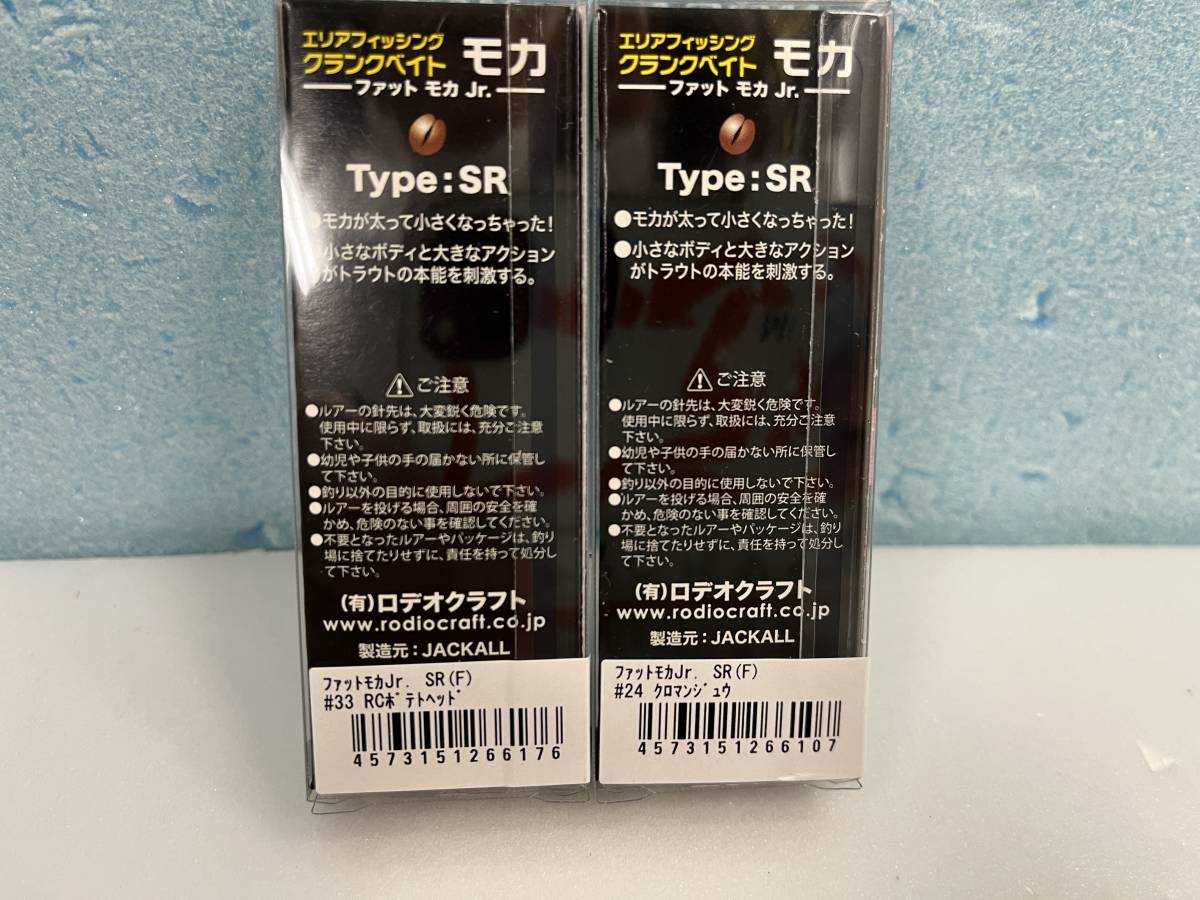 エリアフィッシング
クランクベイト モカ
ファット モカ Jr.
Type:SR
●モカが太って小さくなっちゃった!
●小さなボディと大きなアクション
がトラウトの本能を刺激する。
⚠ご注意
●ルアーの針先は、大変鋭く危険です。
使用中に限らず、取扱には、充分ご注意
下さい。
●幼児や子供の手の届かない所に保管し
て下さい。
●釣り以外の目的に使用しないで下さい。
●ルアーを投げる場合、周囲の安全を確
かめ、危険のない事を確認してください。
●不要となったルアーやパッケージは、釣り
場に捨てたりせずに、責任を持って処分し
て下さい。
(有)ロデオクラフト
www.rodiocraft.co.jp
製造元:JACKALL
ファットモカJr. SR(F)
#33 RCポテトヘッド
4573151266176
エリアフィッシング
クランクベイト モカ
ファット モカ Jr.
Type:SR
●モカが太って小さくなっちゃった!
●小さなボディと大きなアクション
がトラウトの本能を刺激する。
⚠ご注意
●ルアーの針先は、大変鋭く危険です。
使用中に限らず、取扱には、充分ご注意
下さい。
●幼児や子供の手の届かない所に保管し
て下さい。
●釣り以外の目的に使用しないで下さい。
●ルアーを投げる場合、周囲の安全を確
かめ、危険のない事を確認してください。
●不要となったルアーやパッケージは、釣り
場に捨てたりせずに、責任を持って処分し
て下さい。
(有)ロデオクラフト
www.rodiocraft.co.jp
製造元:JACKALL
ファットモカJr. SR(F)
#24 クロマンジュウ
4573151266107